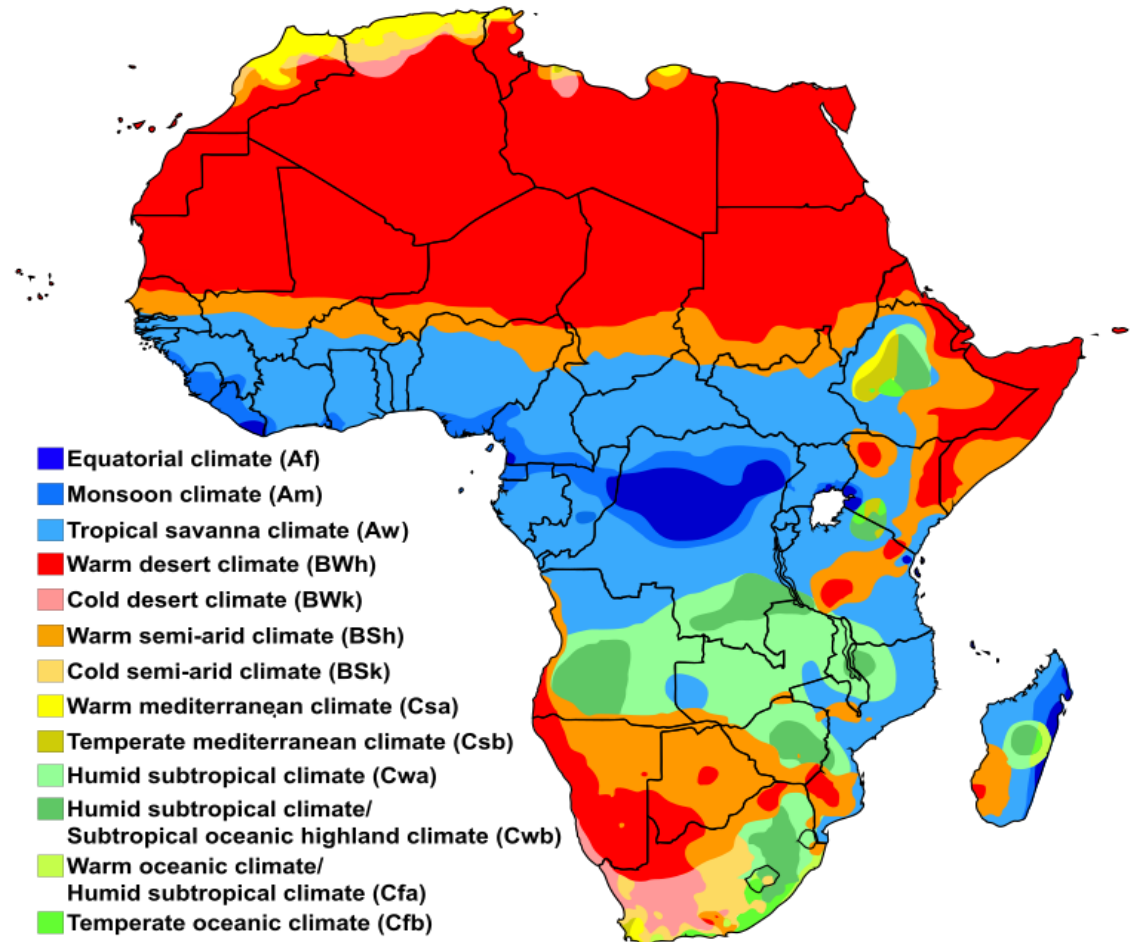 Equatorial climate (Af)
Monsoon climate (Am)
Tropical savanna climate (Aw)
Warm desert climate (BWh)
Cold desert climate (BWk)
Warm semi-arid climate (BSh)
Cold semi-arid climate (BSk)
Warm mediterranean climate (Csa)
Temperate mediterranean climate (Csb)
Humid subtropical climate (Cwa)
Humid subtropical climate/
Subtropical oceanic highland climate (Cwb)
Warm oceanic climate/
Humid subtropical climate (Cfa)
Temperate oceanic climate (Cfb)